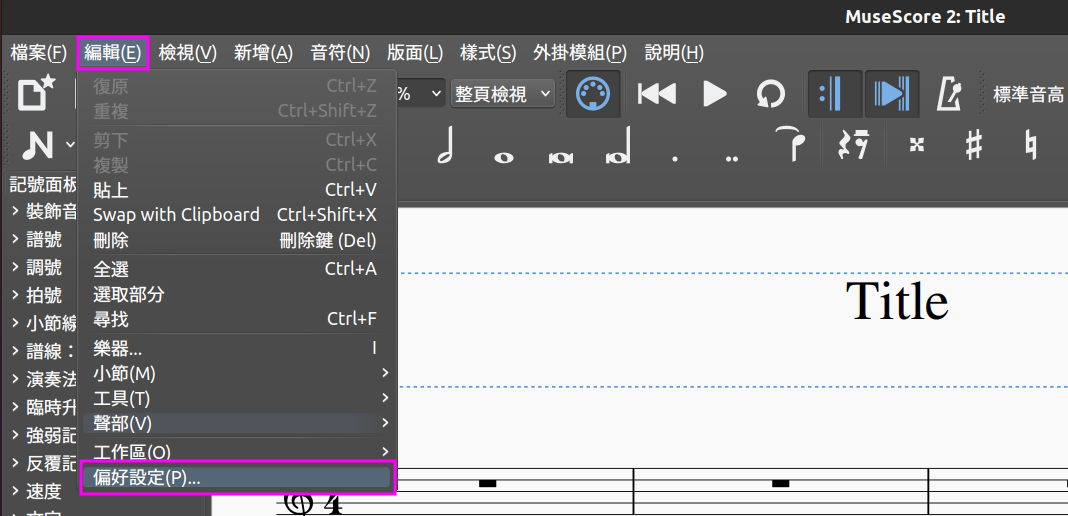 MuseScore 2: Title
檔案(F) 編輯(E) 檢視(V) 新增(A) 音符(N) 版面(L) 樣式(S) 外掛模組(P) 說明(H)
復原 Ctrl+Z
重複 Ctrl+Shift+Z
剪下 Ctrl+X
複製 Ctrl+C
貼上 Ctrl+V
Swap with Clipboard Ctrl+Shift+X
刪除 刪除鍵 (Del)
全選 Ctrl+A
選取部分
尋找 Ctrl+F
樂器... I
小節(M)
工具(T)
聲部(V)
工作區(O)
偏好設定(P)...
% 整頁檢視 標準音高
記號面板
裝飾音
譜號
調號
拍號
小節線
譜線：
演奏法
臨時升
強弱記
反覆記
速度
Title